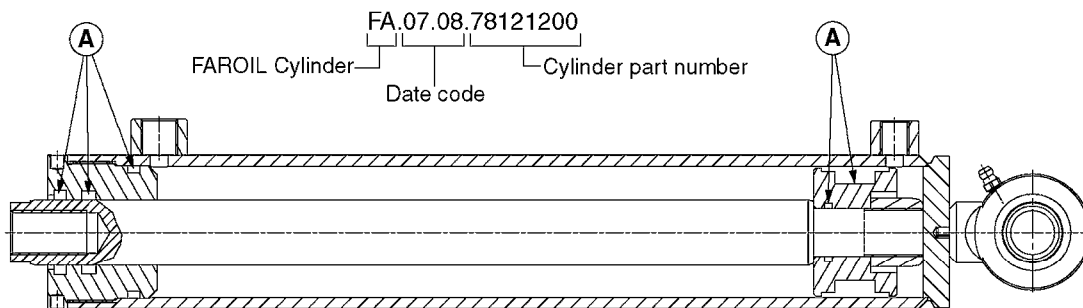 FA.07.08.78121200
A
A
FAROIL Cylinder
Cylinder part number
Date code